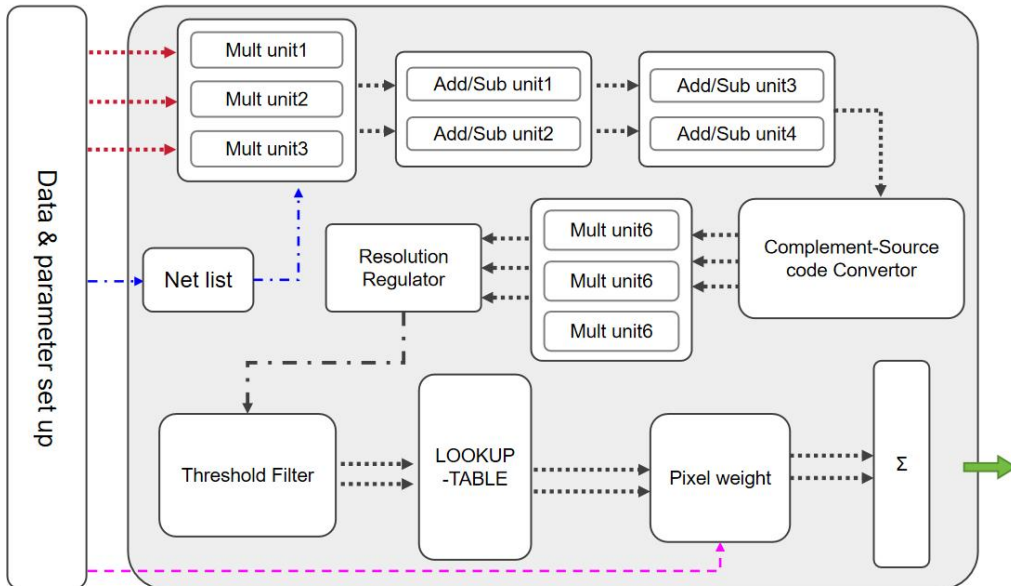 Data & parameter set up
Mult unit1
Mult unit2
Mult unit3
Add/Sub unit1
Add/Sub unit2
Add/Sub unit3
Add/Sub unit4
Net list
Resolution
Regulator
Mult unit6
Mult unit6
Mult unit6
Complement-Source
code Convertor
Threshold Filter
LOOKUP
-TABLE
Pixel weight
Σ